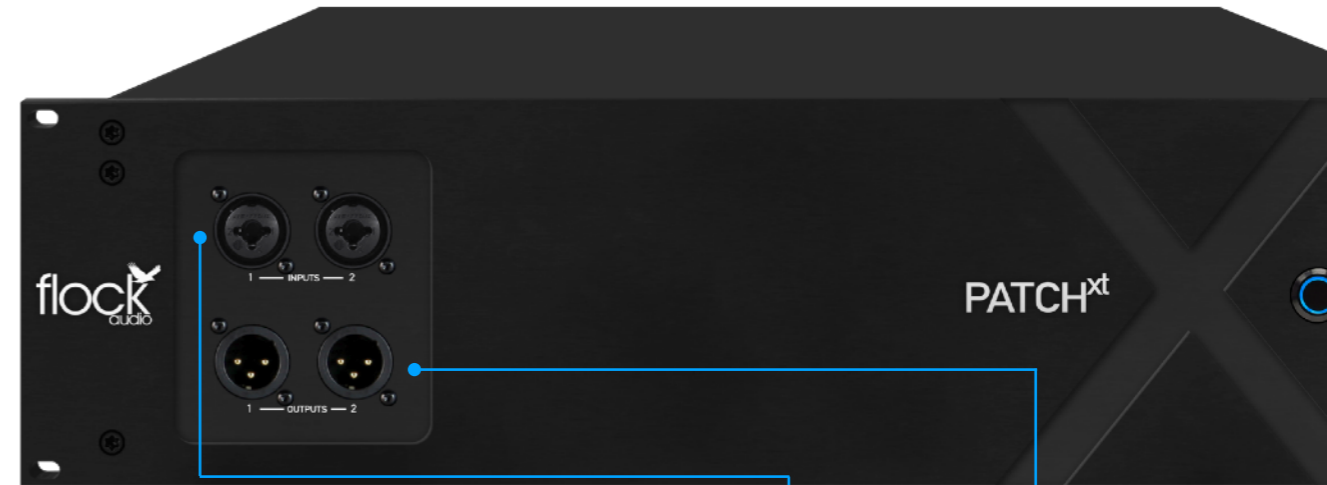 1 INPUTS 2
flock
audio
PATCHxt
1 OUTPUTS 2